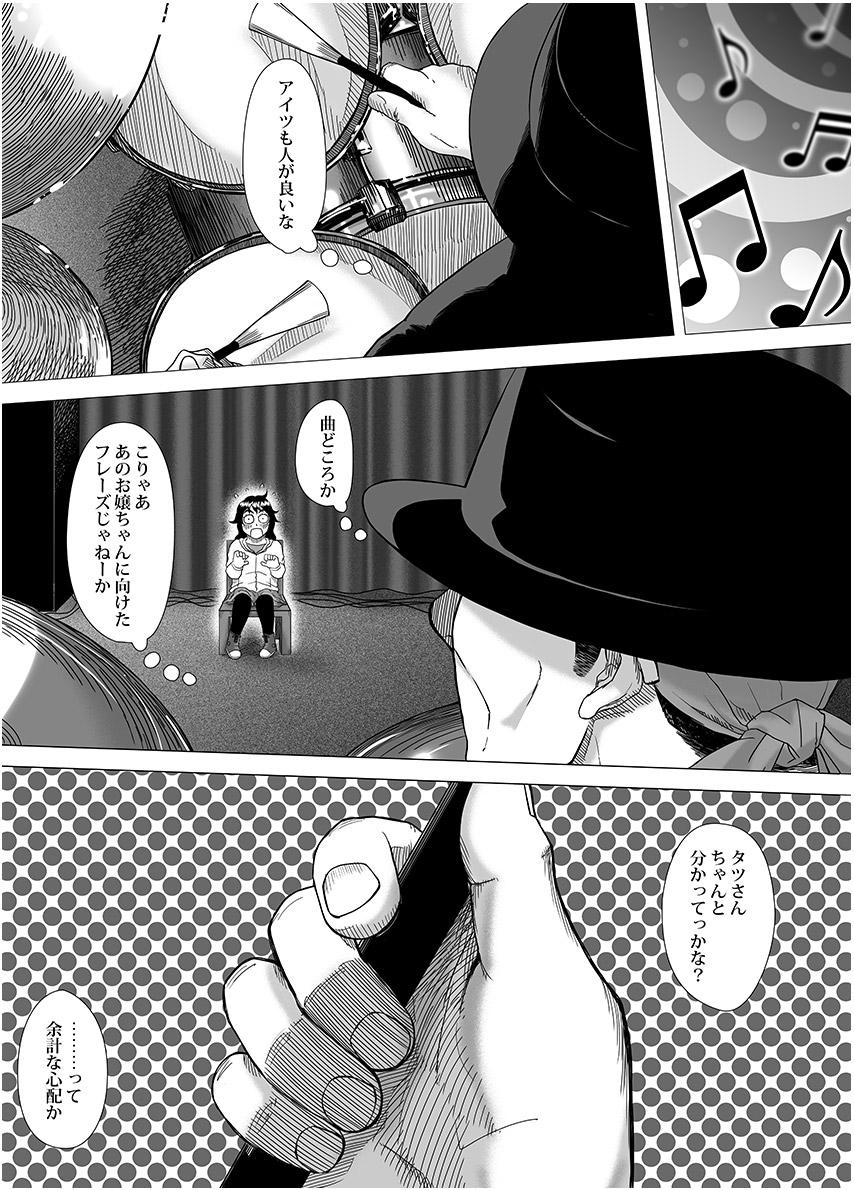 アイツも人が良いな
曲どころか
こりゃあ
あのお嬢ちゃんに向けた
フレーズじゃねーか
タツさん
ちゃんと
分かってっかな？
………って
余計な心配か